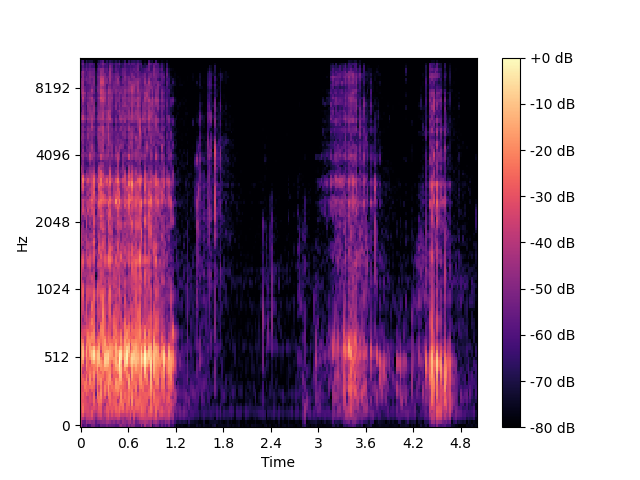 +0 dB
8192
-10 dB
4096
-20 dB
-30 dB
2048
Hz
-40 dB
1024
-50 dB
-60 dB
512
-70 dB
0
-80 dB
0 0.6 1.2 1.8 2.4 3 3.6 4.2 4.8
Time